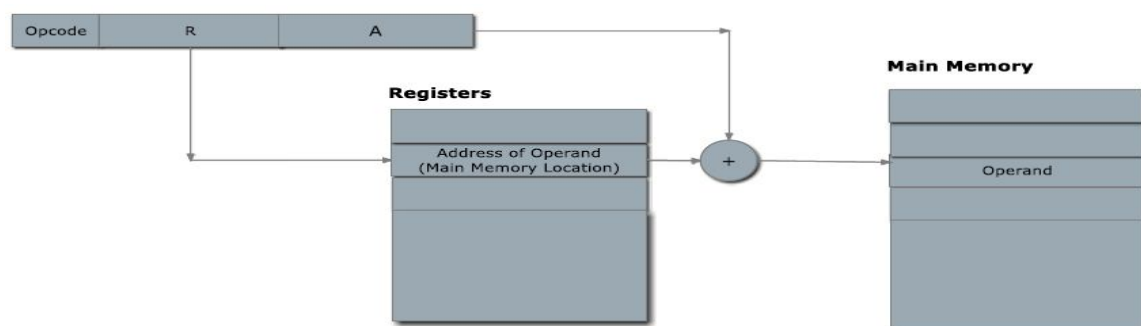 Opcode
R
A
Main Memory
Registers
Address of Operand
(Main Memory Location)
+
Operand